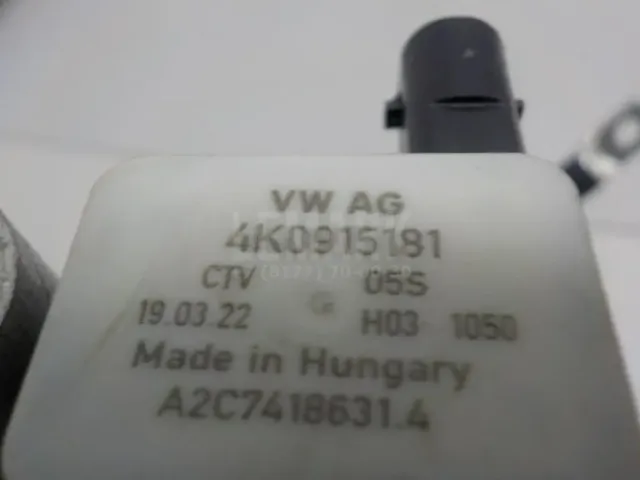 VW AG
4K0915181
CTV 05S
19.03.22 H03 1050
Made in Hungary
A2C7418631.4